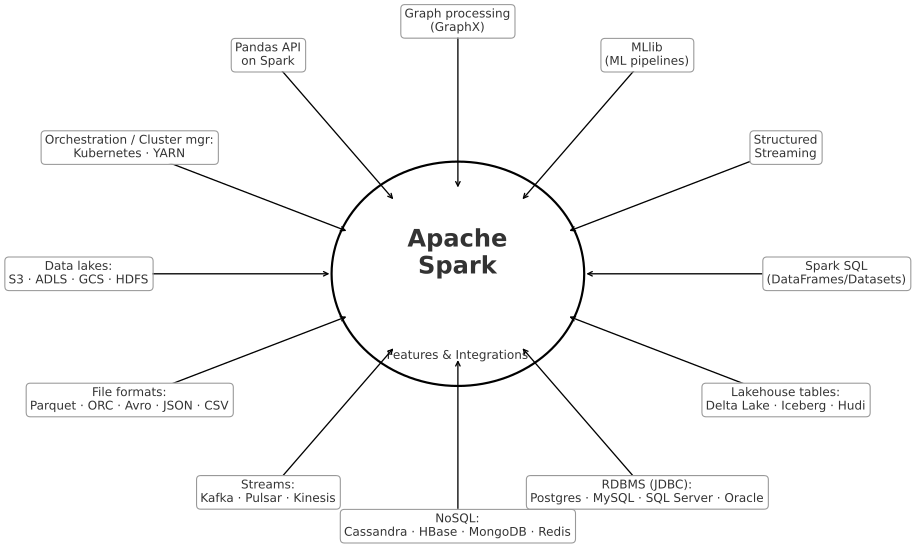 Graph processing
(GraphX)
Pandas API
on Spark
MLlib
(ML pipelines)
Orchestration / Cluster mgr:
Kubernetes · YARN
Structured
Streaming
Apache
Spark
Data lakes:
S3 · ADLS · GCS · HDFS
Spark SQL
(DataFrames/Datasets)
Features & Integrations
File formats:
Parquet · ORC · Avro · JSON · CSV
Lakehouse tables:
Delta Lake · Iceberg · Hudi
Streams:
Kafka · Pulsar · Kinesis
RDBMS (JDBC):
Postgres · MySQL · SQL Server · Oracle
NoSQL:
Cassandra · HBase · MongoDB · Redis